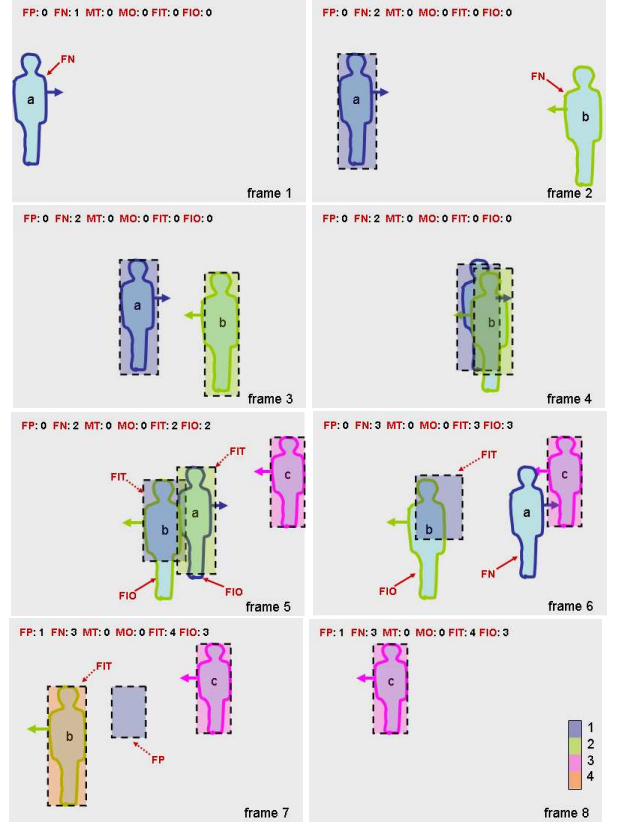 FP: 0 FN: 1 MT: 0 MO: 0 FIT: 0 FIO: 0
FN
a
frame 1
FP: 0 FN: 2 MT: 0 MO: 0 FIT: 0 FIO: 0
FN
a
b
frame 2
FP: 0 FN: 2 MT: 0 MO: 0 FIT: 0 FIO: 0
a
b
frame 3
FP: 0 FN: 2 MT: 0 MO: 0 FIT: 0 FIO: 0
frame 4
FP: 0 FN: 2 MT: 0 MO: 0 FIT: 2 FIO: 2
FIT
FIT
c
a
b
FIO
FIO
frame 5
FP: 0 FN: 3 MT: 0 MO: 0 FIT: 3 FIO: 3
FIT
c
a
b
FN
FIO
frame 6
FP: 1 FN: 3 MT: 0 MO: 0 FIT: 4 FIO: 3
FIT
c
b
FP
frame 7
FP: 1 FN: 3 MT: 0 MO: 0 FIT: 4 FIO: 3
c
1
2
3
4
frame 8